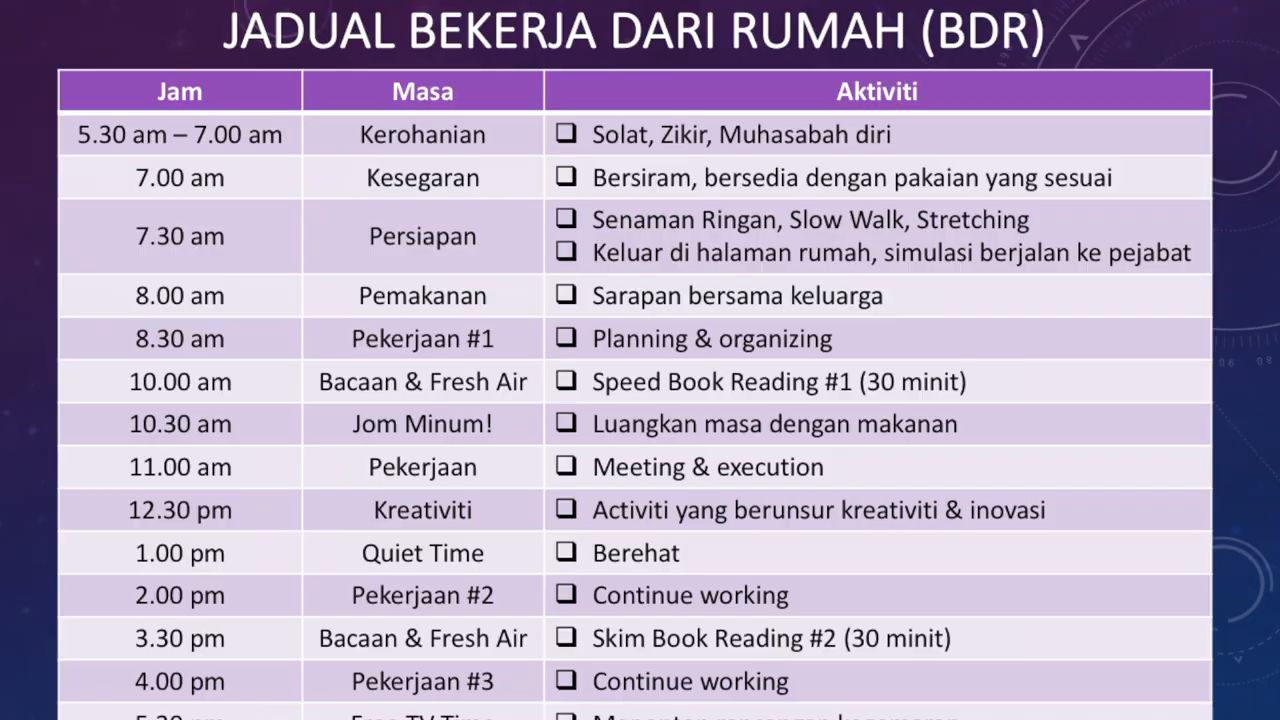 JADUAL BEKERJA DARI RUMAH (BDR)
Jam Masa Aktiviti
5.30 am – 7.00 am Kerohanian ❑ Solat, Zikir, Muhasabah diri
7.00 am Kesegaran ❑ Bersiram, bersedia dengan pakaian yang sesuai
7.30 am Persiapan ❑ Senaman Ringan, Slow Walk, Stretching
❑ Keluar di halaman rumah, simulasi berjalan ke pejabat
8.00 am Pemakanan ❑ Sarapan bersama keluarga
8.30 am Pekerjaan #1 ❑ Planning & organizing
10.00 am Bacaan & Fresh Air ❑ Speed Book Reading #1 (30 minit)
10.30 am Jom Minum! ❑ Luangkan masa dengan makanan
11.00 am Pekerjaan ❑ Meeting & execution
12.30 pm Kreativiti ❑ Activiti yang berunsur kreativiti & inovasi
1.00 pm Quiet Time ❑ Berehat
2.00 pm Pekerjaan #2 ❑ Continue working
3.30 pm Bacaan & Fresh Air ❑ Skim Book Reading #2 (30 minit)
4.00 pm Pekerjaan #3 ❑ Continue working